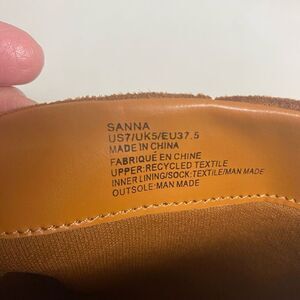 SANNA
US7/UK5/EU37.5
MADE IN CHINA
FABRIQUÉ EN CHINE
UPPER:RECYCLED TEXTILE
INNER LINING/SOCK:TEXTILE/MAN MADE
OUTSOLE:MAN MADE